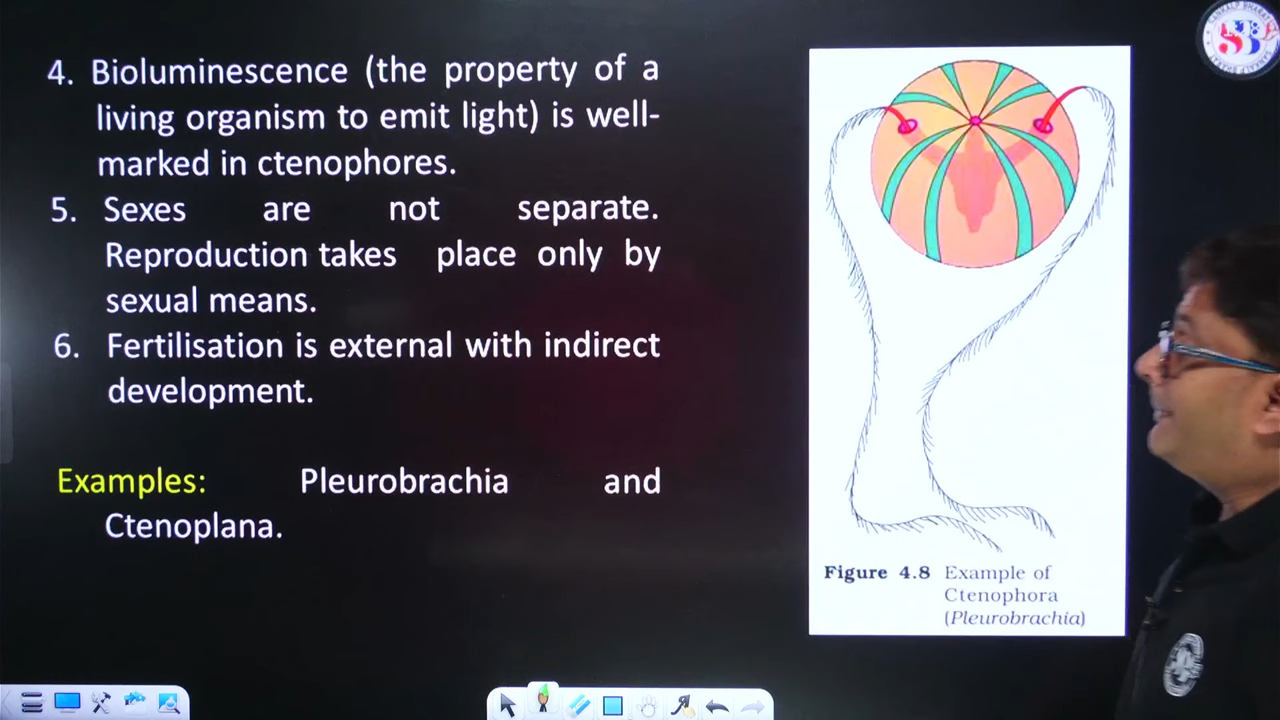 4. Bioluminescence (the property of a
living organism to emit light) is well-
marked in ctenophores.
5. Sexes are not separate.
Reproduction takes place only by
sexual means.
6. Fertilisation is external with indirect
development.
Examples: Pleurobrachia and
Ctenoplana.
Figure 4.8 Example of
Ctenophora
(Pleurobrachia)